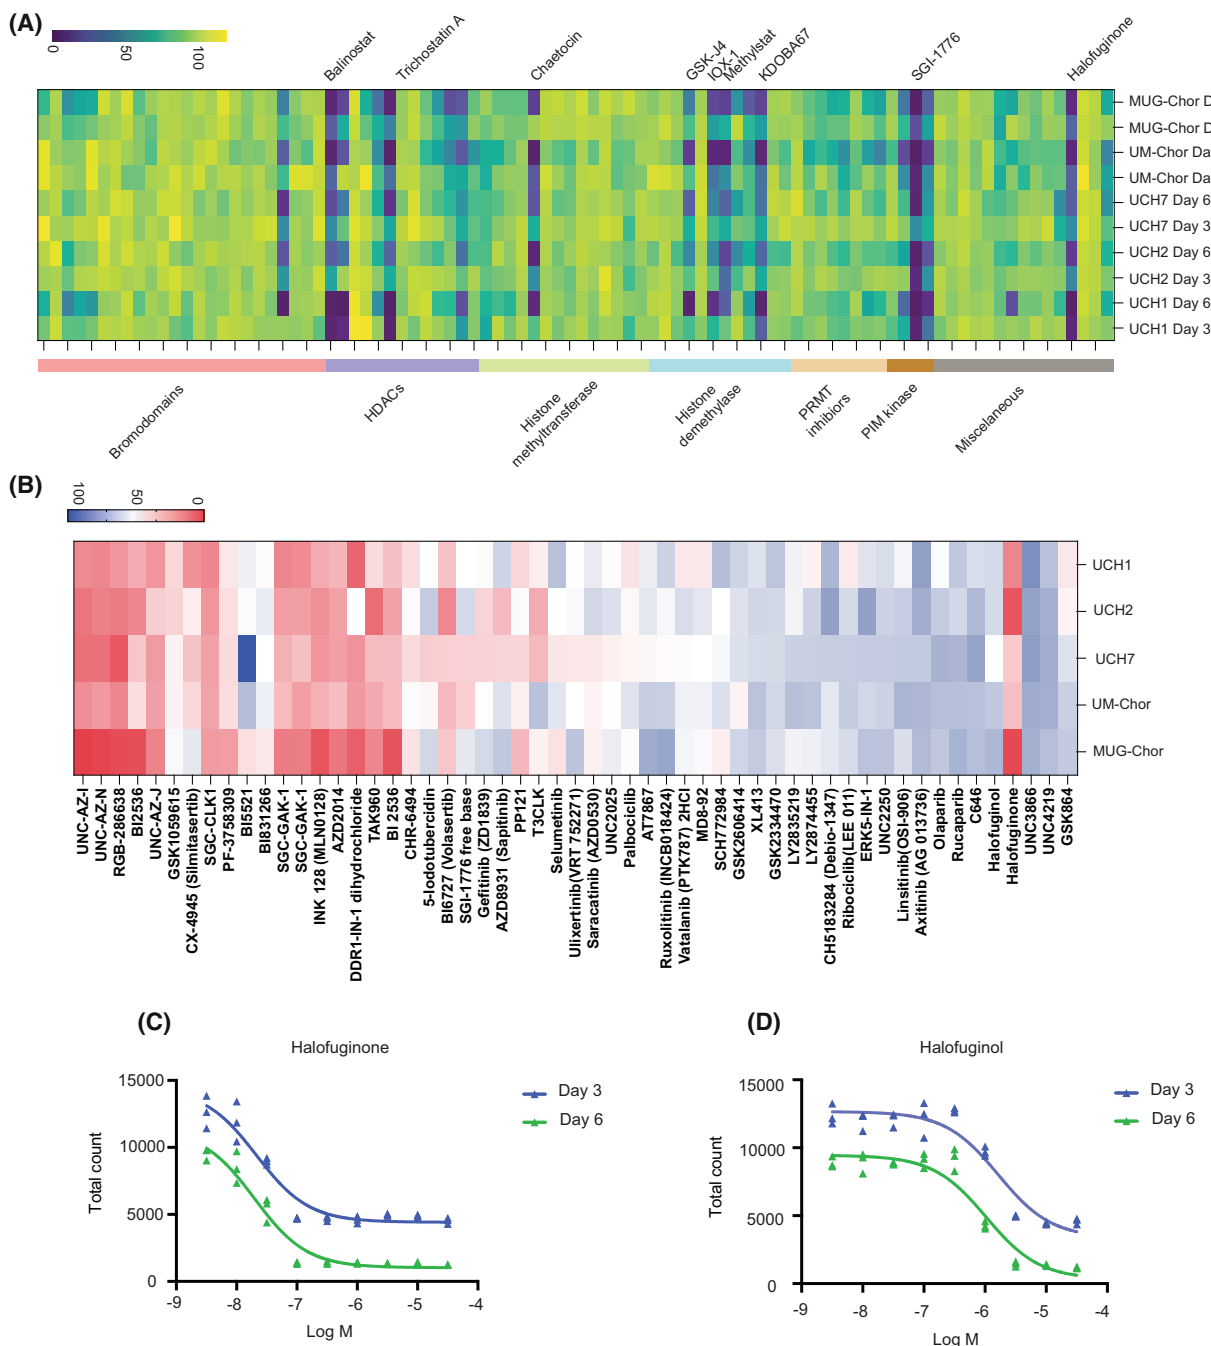 (A)
0
50
100
Balinostat
Trichostatin A
Chaetocin
GSK-J4
IOX-1
Methylstat
KDOBA67
SGI-1776
Halofuginone
MUG-Chor D
MUG-Chor D
UM-Chor Da
UM-Chor Da
UCH7 Day 6
UCH7 Day 3
UCH2 Day 6
UCH2 Day 3
UCH1 Day 6
UCH1 Day 3
Bromodomains
HDACs
Histone
methyltransferase
Histone
demethylase
PRMT
inhibiors
PIM kinase
Miscelaneous
(B)
100
50
0
UCH1
UCH2
UCH7
UM-Chor
MUG-Chor
UNC-AZ-I
UNC-AZ-N
RGB-286638
BI2536
UNC-AZ-J
GSK1059615
CX-4945 (Silmitasertib)
SGC-CLK1
PF-3758309
BI5521
BI831266
SGC-GAK-1
SGC-GAK-1
INK 128 (MLN0128)
AZD2014
DDR1-IN-1 dihydrochloride
TAK960
BI 2536
CHR-6494
5-Iodotubercidin
BI6727 (Volasertib)
SGI-1776 free base
Gefitinib (ZD1839)
AZD8931 (Sapitinib)
PP121
T3CLK
Selumetinib
Ulixertinib(VRT 752271)
Saracatinib (AZD0530)
UNC2025
Palbociclib
AT7867
Ruxolitinib (INCB018424)
Vatalanib (PTK787) 2HCl
MD8-92
SCH772984
GSK2606414
XL413
GSK2334470
LY2835219
LY2874455
CH5183284 (Debio-1347)
Ribociclib(LEE 011)
ERK5-IN-1
UNC2250
Linsitinib(OSI-906)
Axitinib (AG 013736)
Olaparib
Rucaparib
C646
Halofuginol
Halofuginone
UNC3866
UNC4219
GSK864
(C)
Halofuginone
15000
10000
5000
0
Total count
-9
-8
-7
-6
-5
-4
Log M
Day 3
Day 6
(D)
Halofuginol
15000
10000
5000
0
Total count
-9
-8
-7
-6
-5
-4
Log M
Day 3
Day 6